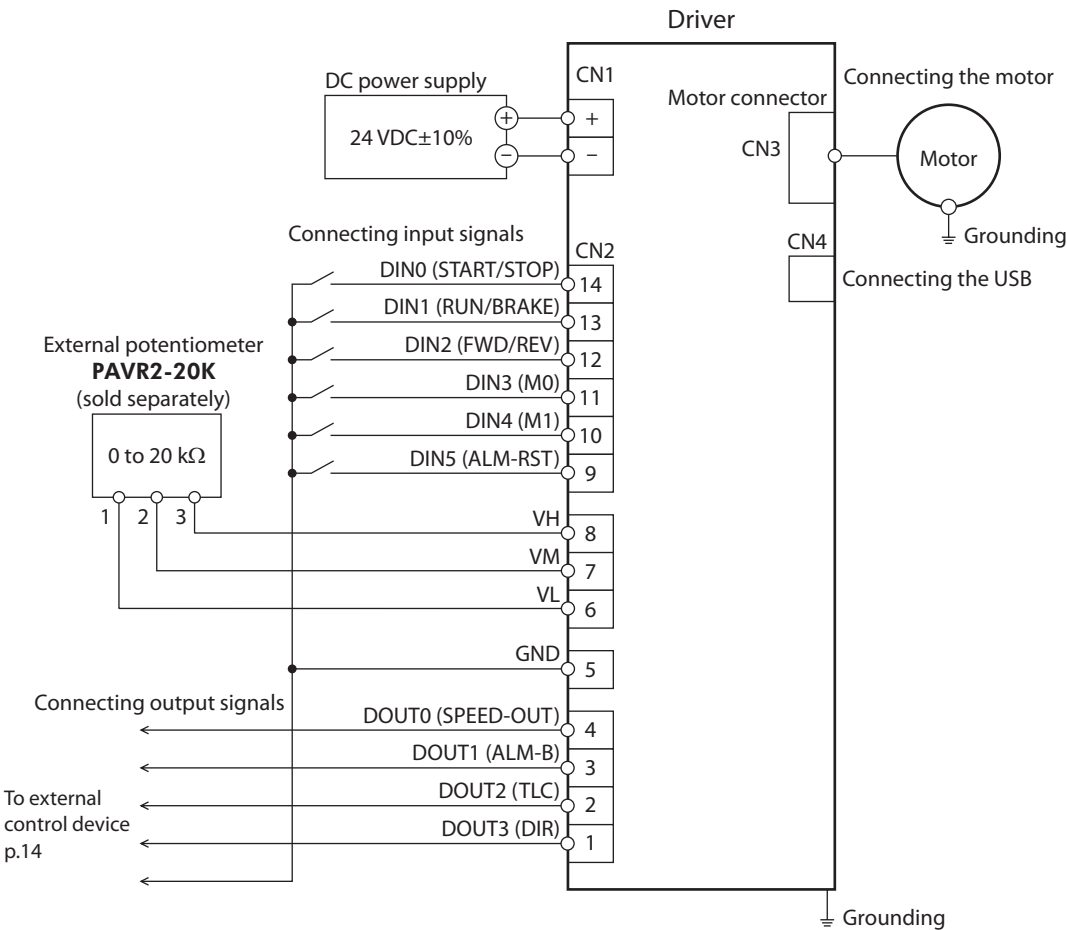 Driver
DC power supply
24 VDC±10%
+
−
CN1
+
−
Motor connector
CN3
Connecting the motor
Motor
Grounding
CN4
Connecting the USB
Connecting input signals
CN2
DIN0 (START/STOP)
14
DIN1 (RUN/BRAKE)
13
DIN2 (FWD/REV)
12
DIN3 (M0)
11
DIN4 (M1)
10
DIN5 (ALM-RST)
9
External potentiometer
PAVR2-20K
(sold separately)
0 to 20 kΩ
1 2 3
VH
8
VM
7
VL
6
GND
5
Connecting output signals
DOUT0 (SPEED-OUT)
4
DOUT1 (ALM-B)
3
DOUT2 (TLC)
2
DOUT3 (DIR)
1
To external
control device
p.14
Grounding